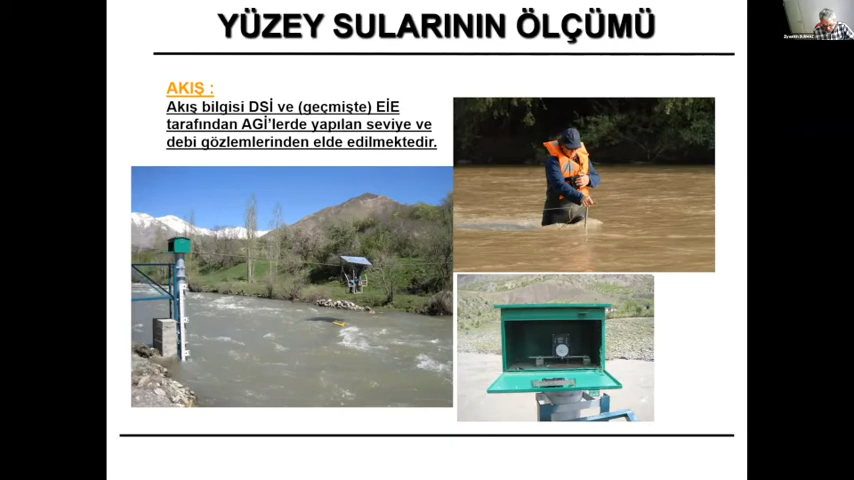 YÜZEY SULARININ ÖLÇÜMÜ
AKIŞ :
Akış bilgisi DSİ ve (geçmişte) EİE
tarafından AGİ'lerde yapılan seviye ve
debi gözlemlerinden elde edilmektedir.